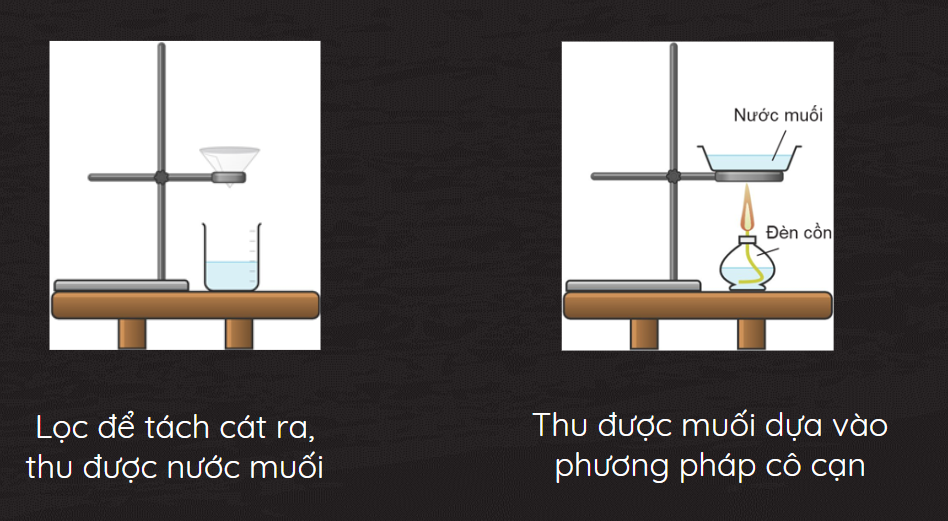 Nước muối
Đèn cồn
Lọc để tách cát ra,
thu được nước muối
Thu được muối dựa vào
phương pháp cô cạn